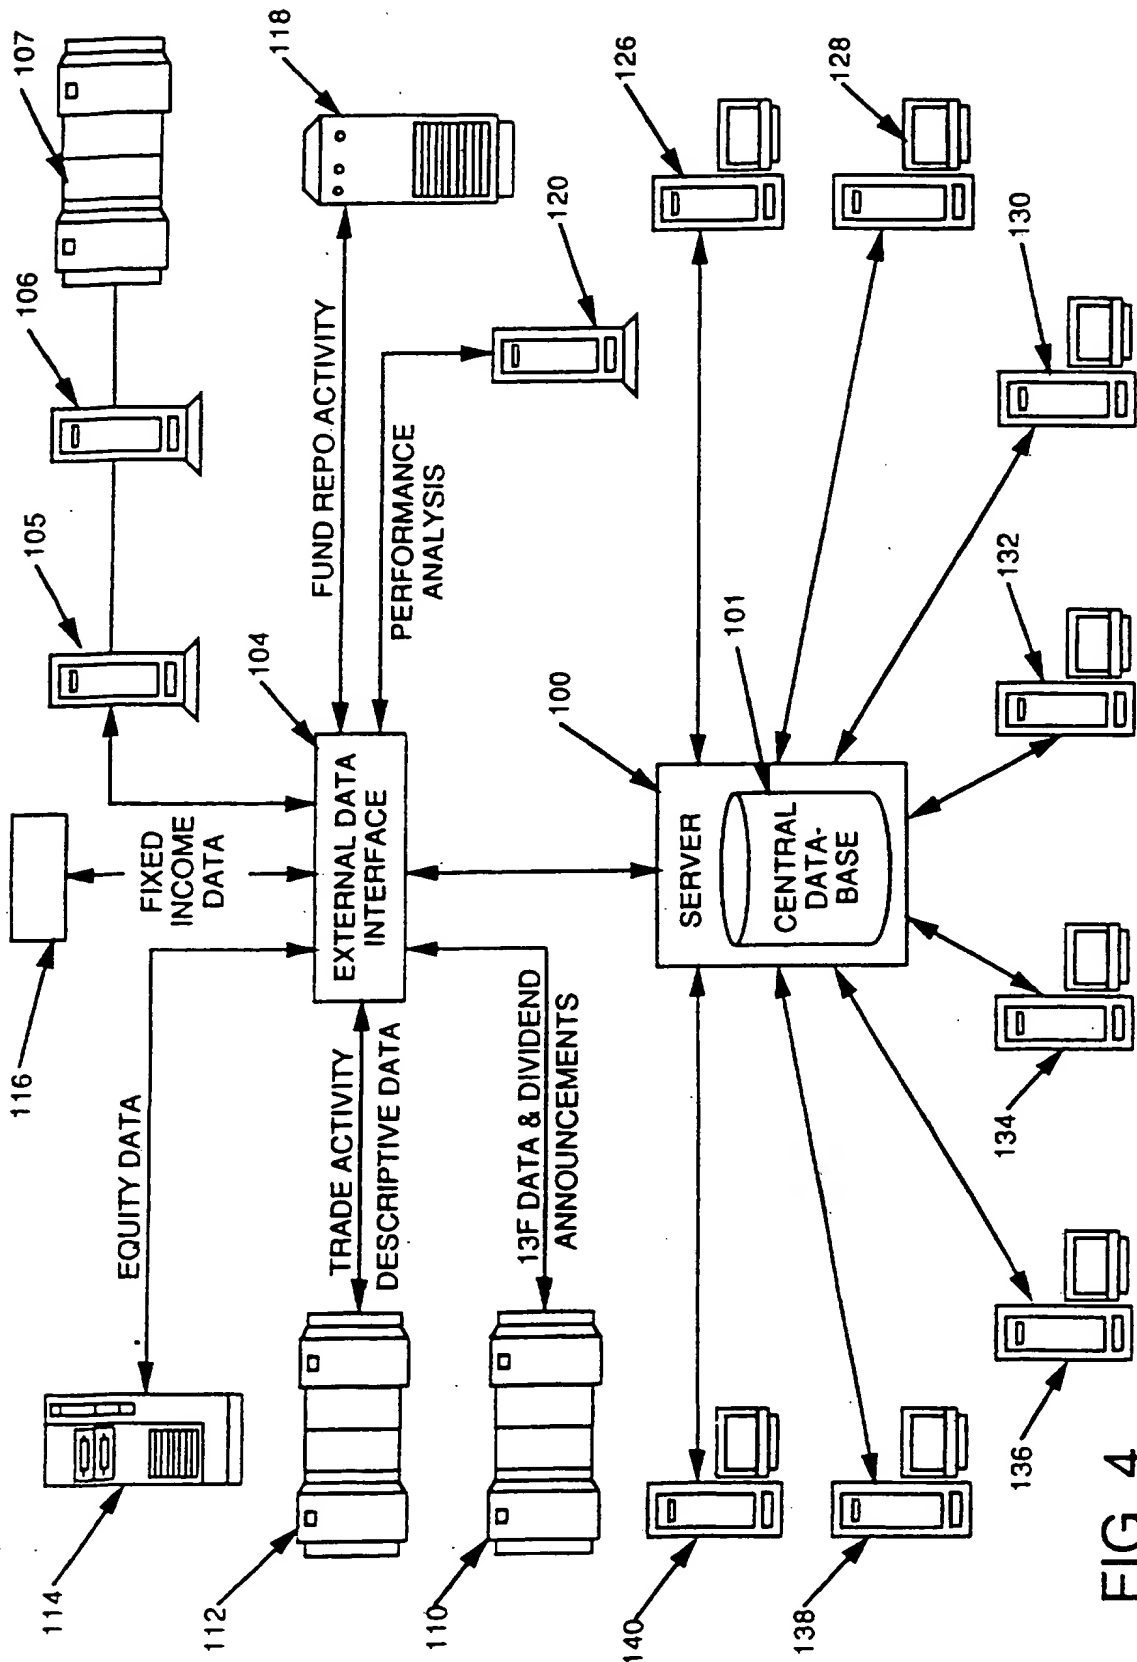 107
106
105
118
116
FIXED
INCOME
DATA
104
FUND REPO ACTIVITY
120
EQUITY DATA
EXTERNAL DATA
INTERFACE
PERFORMANCE
ANALYSIS
114
TRADE ACTIVITY
DESCRIPTIVE DATA
112
13F DATA & DIVIDEND
ANNOUNCEMENTS
110
100
101
126
SERVER
CENTRAL
DATA-
BASE
128
140
130
138
132
136
134
FIG. 4